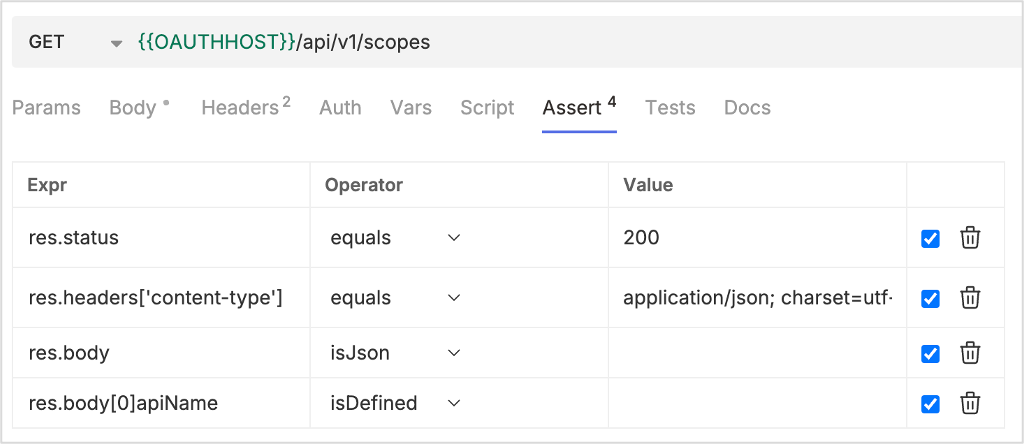 GET {{OAUTHHOST}}/api/v1/scopes
Params Body Headers 2 Auth Vars Script Assert 4 Tests Docs
Expr Operator Value
res.status equals 200
res.headers['content-type'] equals application/json; charset=utf-
res.body isJson
res.body[0]apiName isDefined